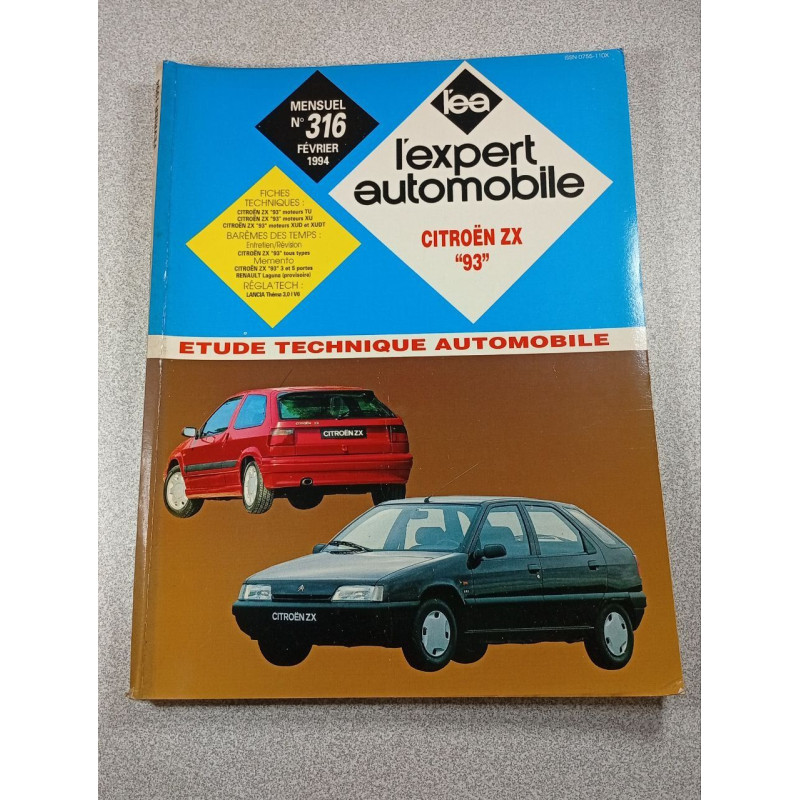 ISSN 0755-110X
MENSUEL
N° 316
FÉVRIER
1994
l'ea
l'expert
automobile
CITROËN ZX
"93"
FICHES
TECHNIQUES :
CITROËN ZX "93" moteurs TU
CITROËN ZX "93" moteurs XU
CITROËN ZX "93" moteurs XUD et XUDT
BARÈMES DES TEMPS :
Entretien/Révision
CITROËN ZX "93" tous types
Memento
CITROËN ZX "93" 3 et 5 portes
RENAULT Laguna (provisoire)
RÉGLA'TECH :
LANCIA Théma 3,0 i V6
ETUDE TECHNIQUE AUTOMOBILE
CITROËN ZX
CITROËN ZX